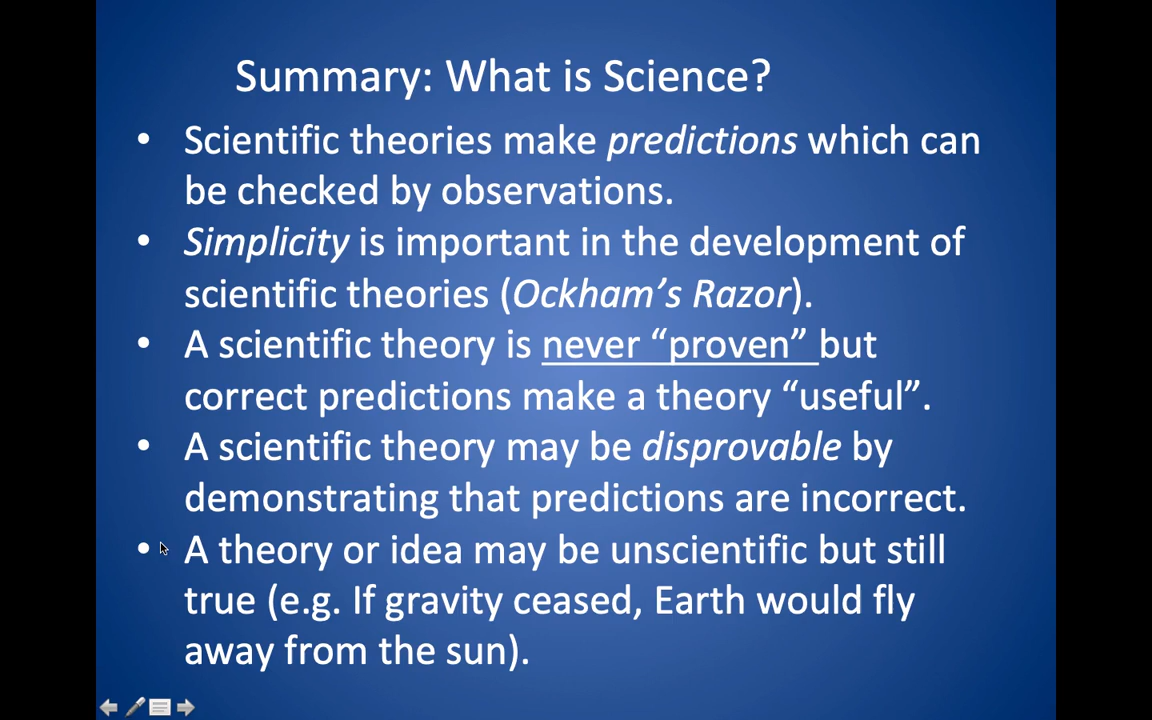 Summary: What is Science?
• Scientific theories make predictions which can
be checked by observations.
• Simplicity is important in the development of
scientific theories (Ockham’s Razor).
• A scientific theory is never “proven” but
correct predictions make a theory “useful”.
• A scientific theory may be disprovable by
demonstrating that predictions are incorrect.
• A theory or idea may be unscientific but still
true (e.g. If gravity ceased, Earth would fly
away from the sun).